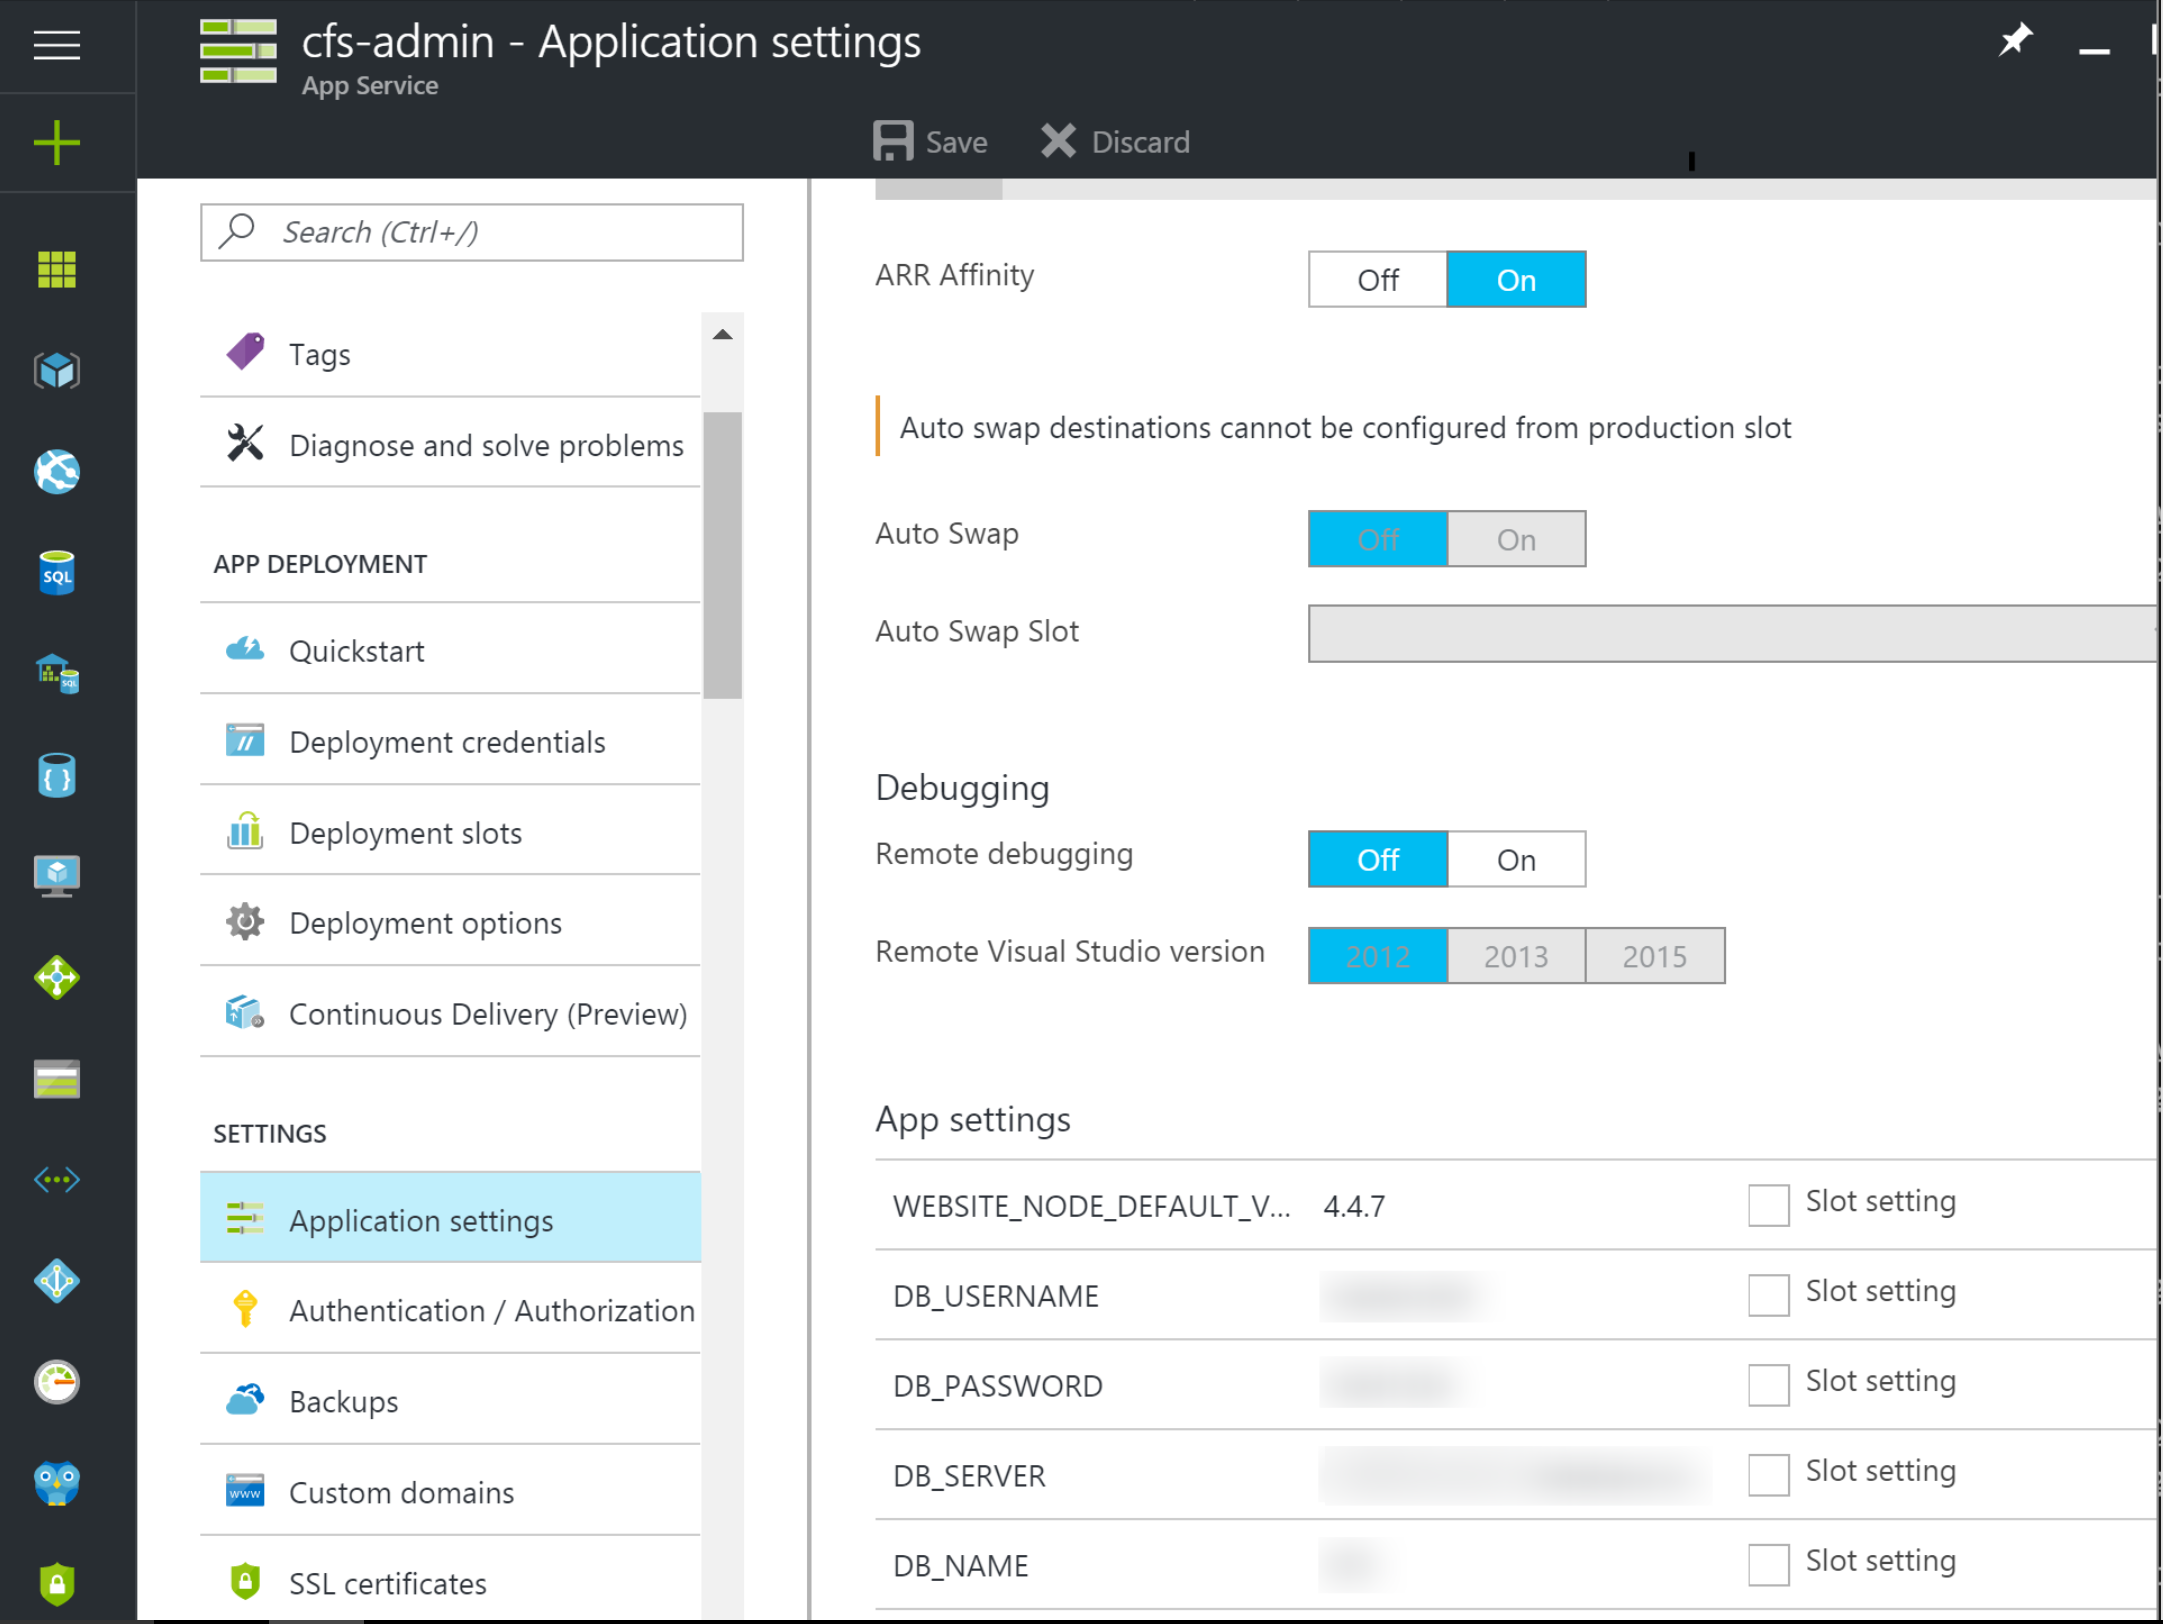 cfs-admin - Application settings
App Service
Save
Discard
Search (Ctrl+/)
Tags
Diagnose and solve problems
APP DEPLOYMENT
Quickstart
Deployment credentials
Deployment slots
Deployment options
Continuous Delivery (Preview)
SETTINGS
Application settings
Authentication / Authorization
Backups
Custom domains
SSL certificates
SQL
SQL
www
ARR Affinity Off On
Auto swap destinations cannot be configured from production slot
Auto Swap Off On
Auto Swap Slot
Debugging
Remote debugging Off On
Remote Visual Studio version 2012 2013 2015
App settings
WEBSITE_NODE_DEFAULT_V... 4.4.7 Slot setting
DB_USERNAME Slot setting
DB_PASSWORD Slot setting
DB_SERVER Slot setting
DB_NAME Slot setting